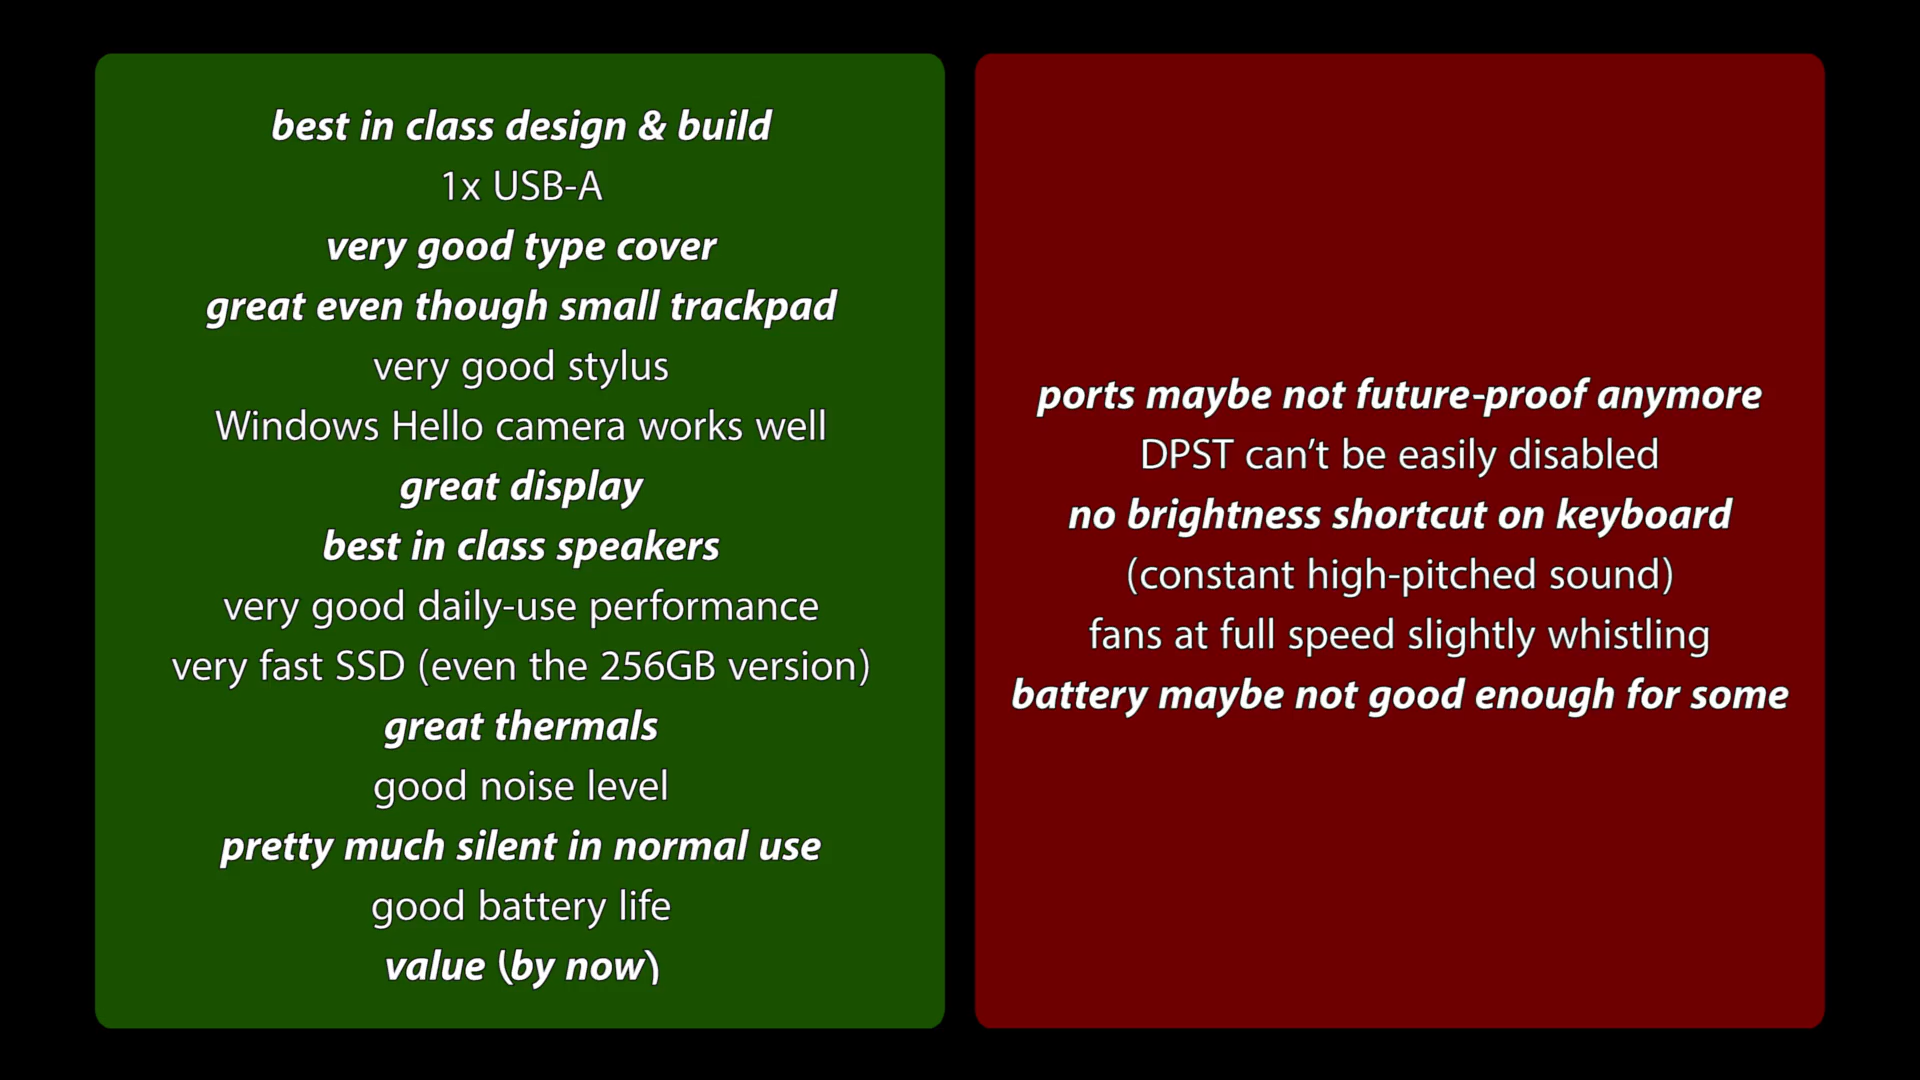 best in class design & build
1x USB-A
very good type cover
great even though small trackpad
very good stylus
Windows Hello camera works well
great display
best in class speakers
very good daily-use performance
very fast SSD (even the 256GB version)
great thermals
good noise level
pretty much silent in normal use
good battery life
value (by now)
ports maybe not future-proof anymore
DPST can’t be easily disabled
no brightness shortcut on keyboard
(constant high-pitched sound)
fans at full speed slightly whistling
battery maybe not good enough for some